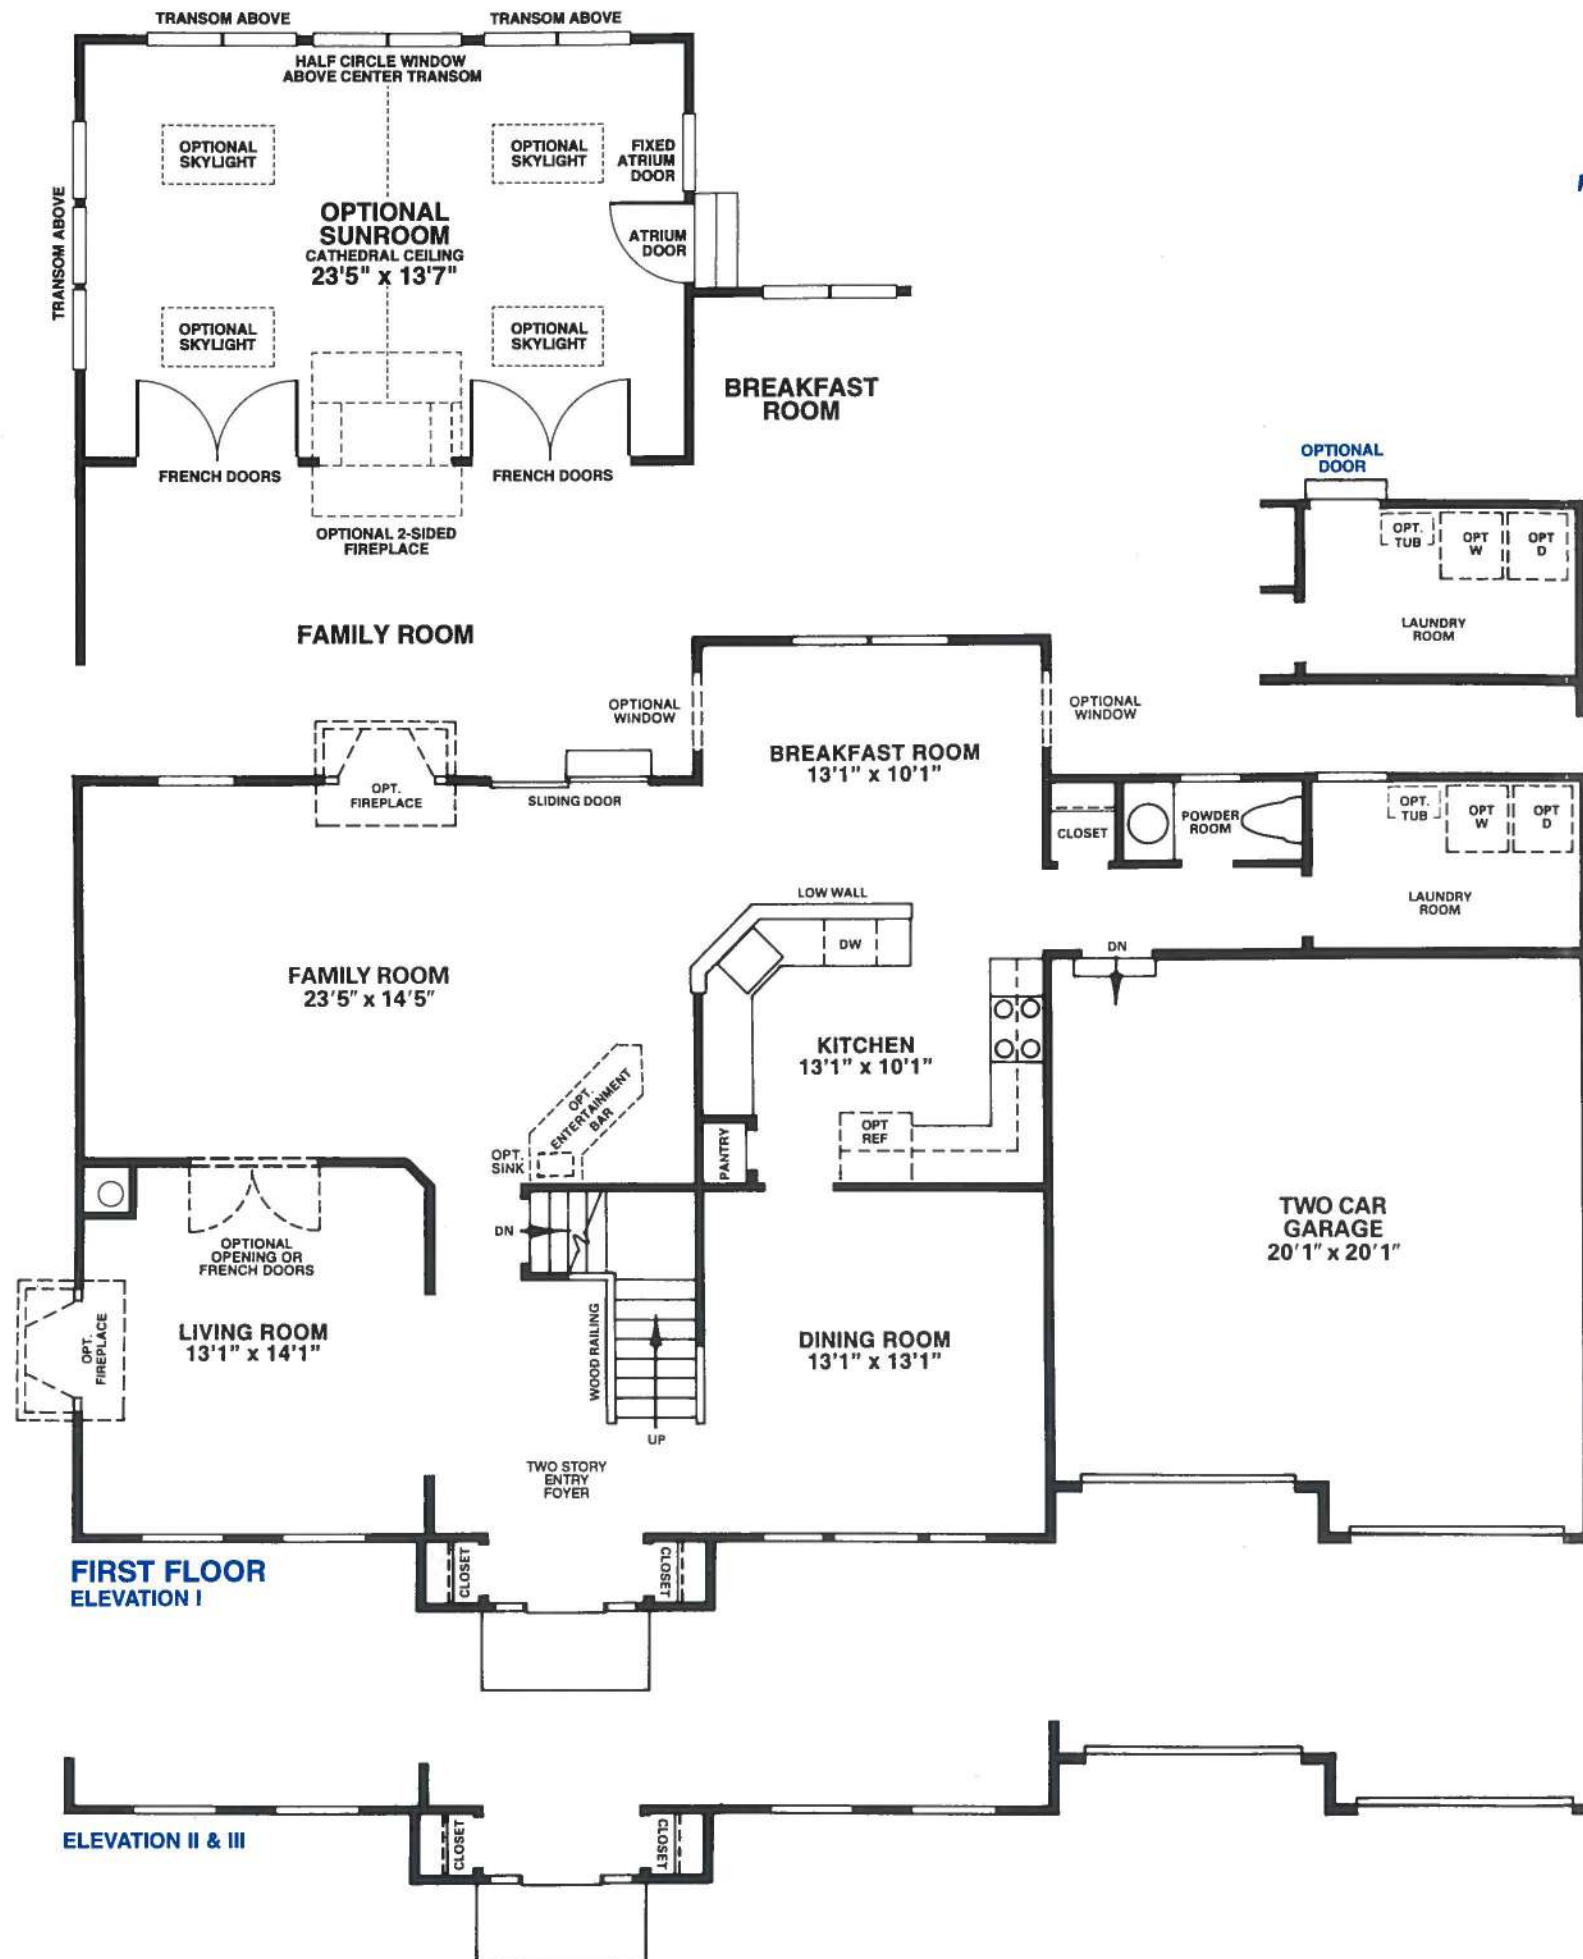 TRANSOM ABOVE
TRANSOM ABOVE
HALF CIRCLE WINDOW
ABOVE CENTER TRANSOM
OPTIONAL
SKYLIGHT
OPTIONAL
SKYLIGHT
FIXED
ATRIUM
DOOR
TRANSOM ABOVE
OPTIONAL
SUNROOM
CATHEDRAL CEILING
23'5" x 13'7"
ATRIUM
DOOR
OPTIONAL
SKYLIGHT
OPTIONAL
SKYLIGHT
BREAKFAST
ROOM
FRENCH DOORS
FRENCH DOORS
OPTIONAL 2-SIDED
FIREPLACE
OPTIONAL
DOOR
OPT.
TUB
OPT
W
OPT
D
LAUNDRY
ROOM
FAMILY ROOM
OPTIONAL
WINDOW
OPTIONAL
WINDOW
BREAKFAST ROOM
13'1" x 10'1"
OPT.
FIREPLACE
SLIDING DOOR
CLOSET
POWDER
ROOM
OPT.
TUB
OPT
W
OPT
D
LAUNDRY
ROOM
LOW WALL
DW
DN
FAMILY ROOM
23'5" x 14'5"
KITCHEN
13'1" x 10'1"
OPT.
ENTERTAINMENT
BAR
OPT.
SINK
PANTRY
OPT
REF
TWO CAR
GARAGE
20'1" x 20'1"
DN
OPTIONAL
OPENING OR
FRENCH DOORS
OPT.
FIREPLACE
LIVING ROOM
13'1" x 14'1"
WOOD RAILING
UP
DINING ROOM
13'1" x 13'1"
TWO STORY
ENTRY
FOYER
FIRST FLOOR
ELEVATION I
CLOSET
CLOSET
ELEVATION II & III
CLOSET
CLOSET